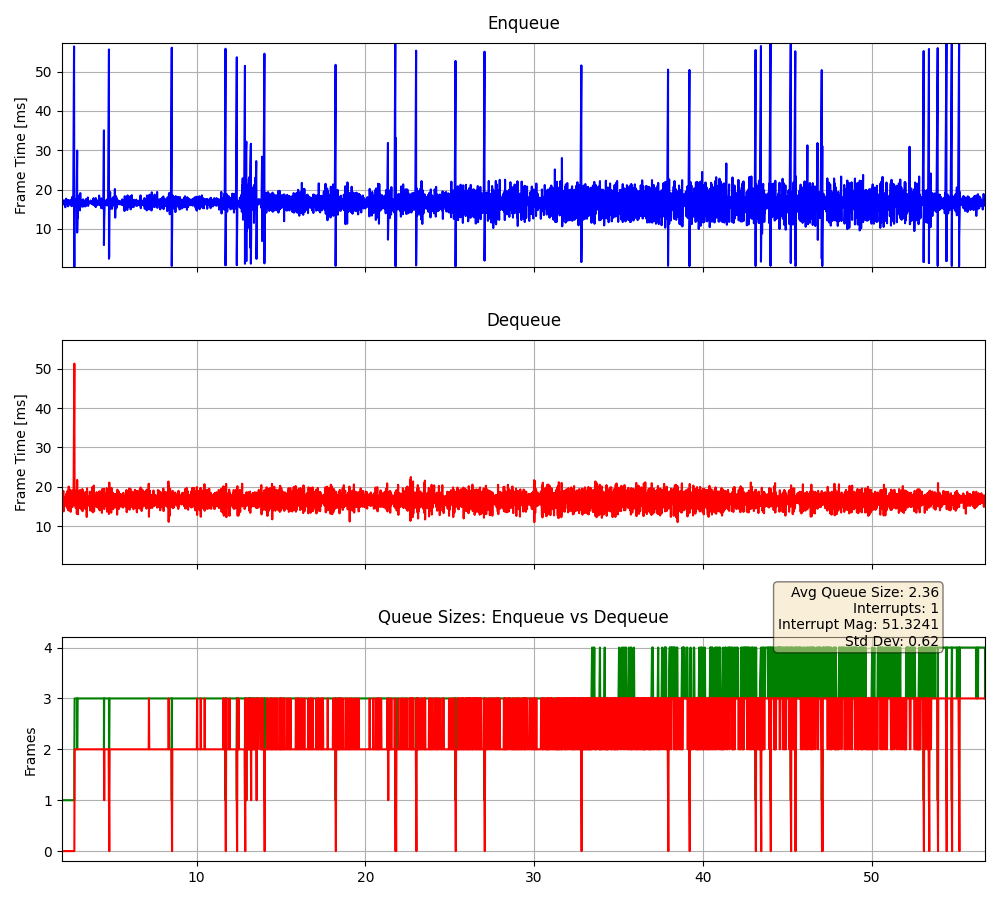 Enqueue
Frame Time [ms]
50
40
30
20
10
Dequeue
Frame Time [ms]
50
40
30
20
10
Avg Queue Size: 2.36
Interrupts: 1
Interrupt Mag: 51.3241
Std Dev: 0.62
Queue Sizes: Enqueue vs Dequeue
Frames
4
3
2
1
0
10 20 30 40 50